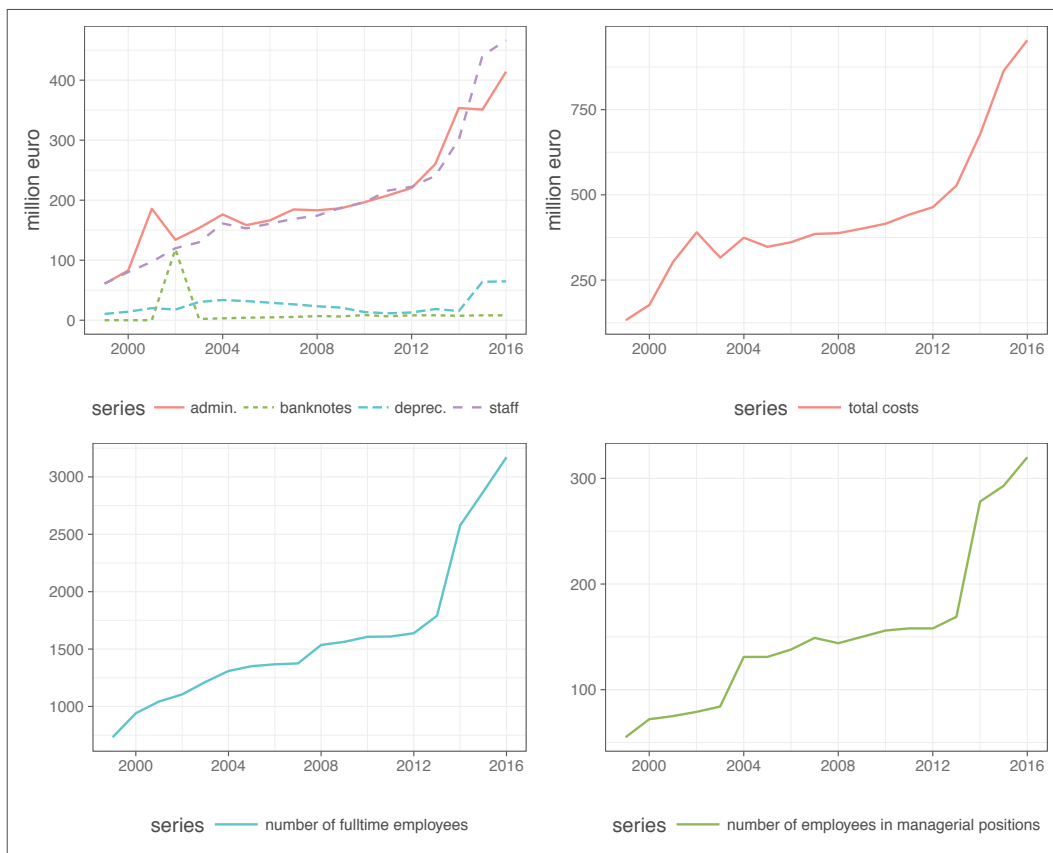 million euro
400
300
200
100
0
2000 2004 2008 2012 2016
series admin. banknotes deprec. staff
million euro
750
500
250
2000 2004 2008 2012 2016
series total costs
3000
2500
2000
1500
1000
2000 2004 2008 2012 2016
series number of fulltime employees
300
200
100
2000 2004 2008 2012 2016
series number of employees in managerial positions